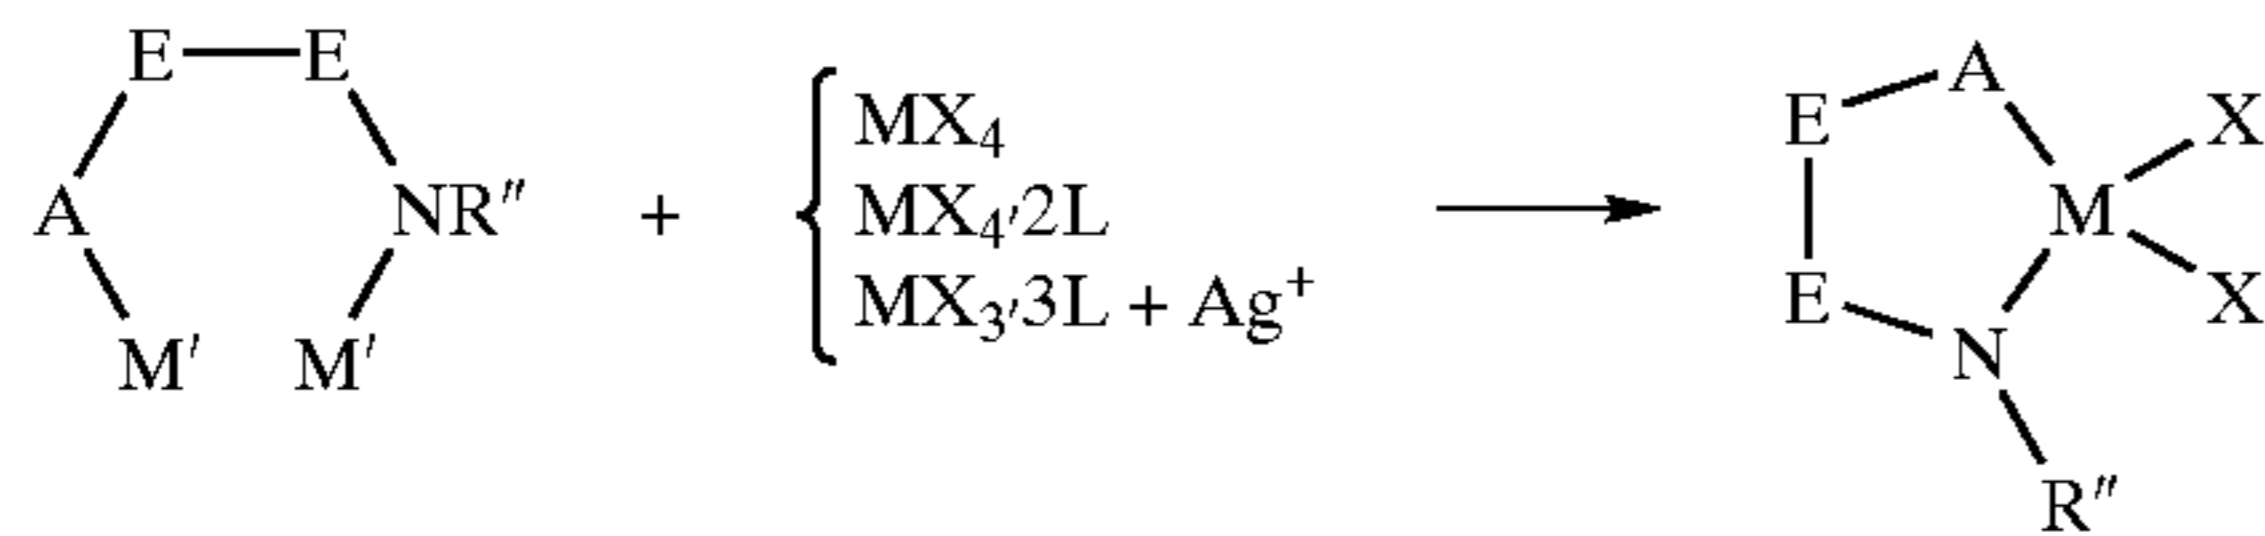 E—E
A NR″
M′ M′
+
MX₄
MX₄′2L
MX₃′3L + Ag⁺
A
E X
M
E X
N
R″